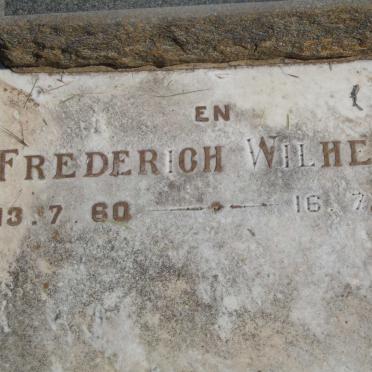 EN
FREDERICH WILHE
13.7.60 — 16.7.